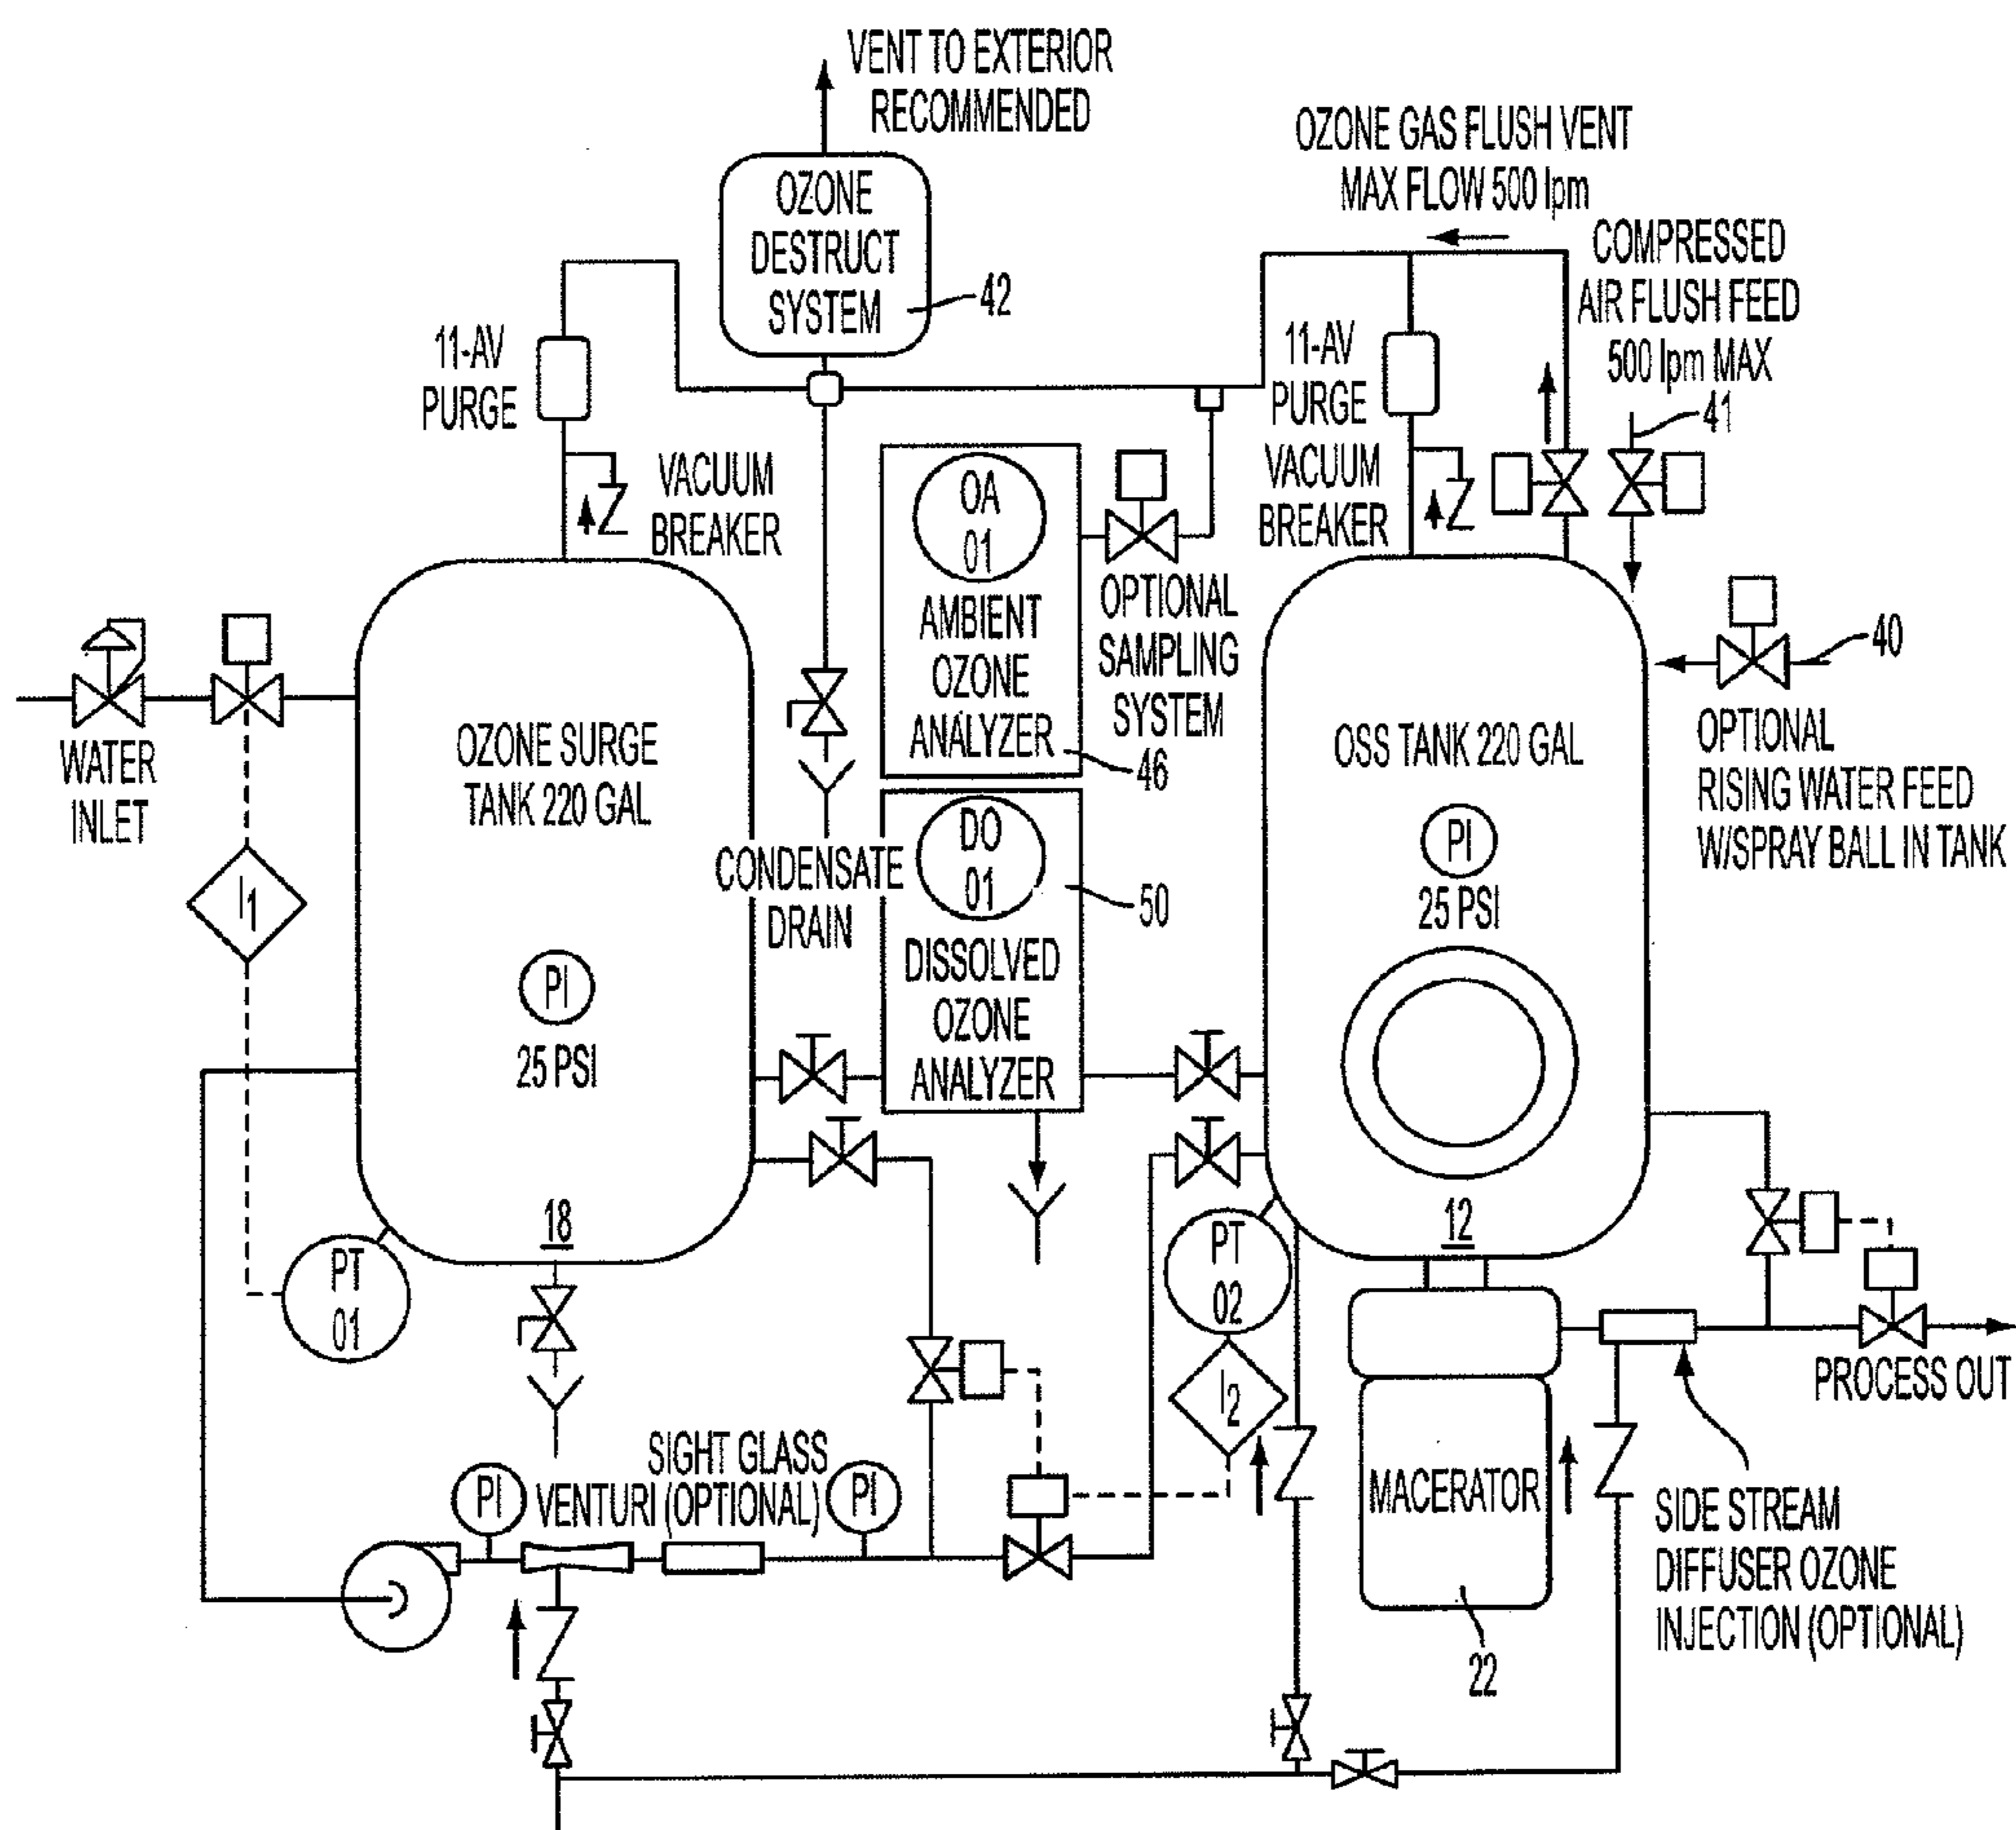 VENT TO EXTERIOR
RECOMMENDED
OZONE
DESTRUCT
SYSTEM
42
OZONE GAS FLUSH VENT
MAX FLOW 500 lpm
COMPRESSED
AIR FLUSH FEED
500 lpm MAX
41
11-AV
PURGE
VACUUM
BREAKER
11-AV
PURGE
VACUUM
BREAKER
OA
01
AMBIENT
OZONE
ANALYZER
46
OPTIONAL
SAMPLING
SYSTEM
40
OPTIONAL
RISING WATER FEED
W/SPRAY BALL IN TANK
WATER
INLET
OZONE SURGE
TANK 220 GAL
OSS TANK 220 GAL
PI
25 PSI
CONDENSATE
DRAIN
DO
01
50
DISSOLVED
OZONE
ANALYZER
I1
PI
25 PSI
18
12
PT
01
PT
02
I2
PROCESS OUT
SIGHT GLASS
PI
VENTURI (OPTIONAL)
PI
MACERATOR
22
SIDE STREAM
DIFFUSER OZONE
INJECTION (OPTIONAL)